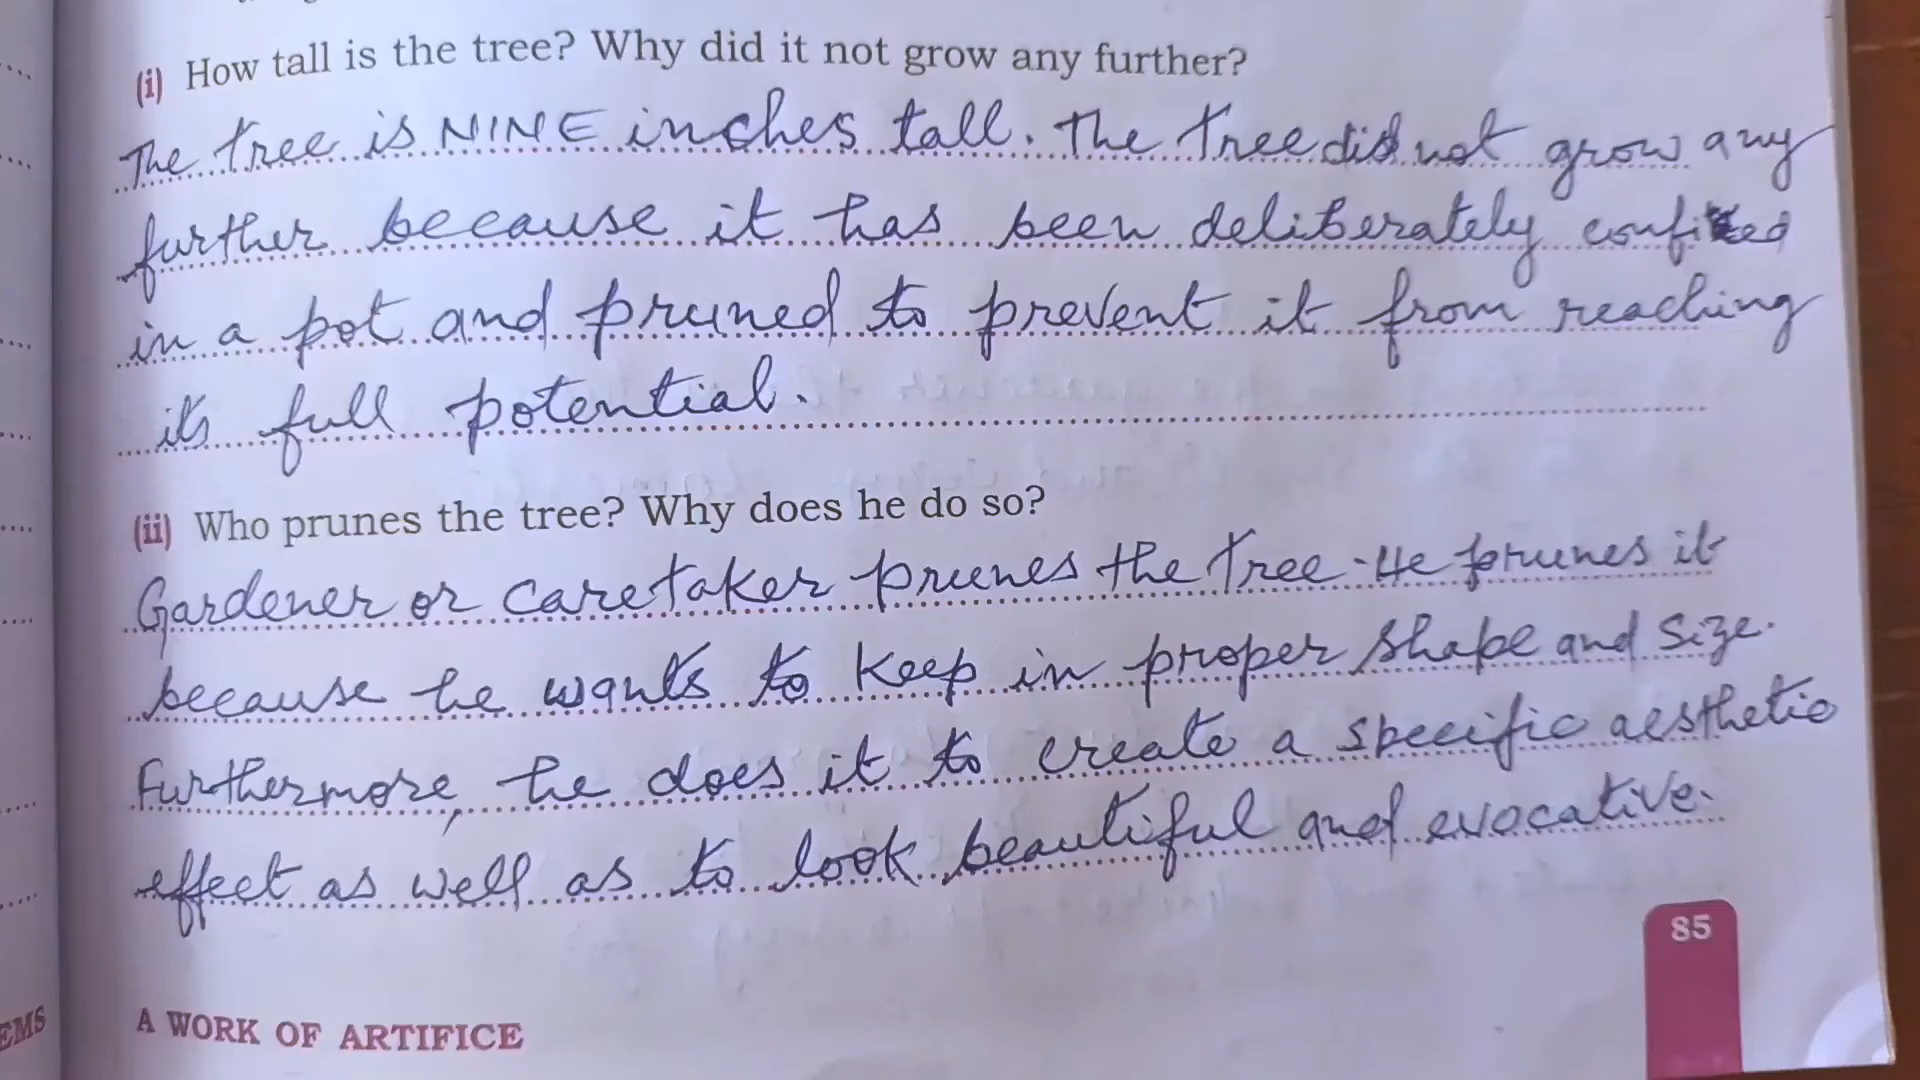 (i) How tall is the tree? Why did it not grow any further?
The tree is NINE inches tall. The tree did not grow any
further because it has been deliberately confined
in a pot and pruned to prevent it from reaching
its full potential.
(ii) Who prunes the tree? Why does he do so?
Gardener or caretaker prunes the tree. He prunes it
because he wants to keep in proper shape and size.
Furthermore, he does it to create a specific aesthetic
effect as well as to look beautiful and evocative.
85
EMS
A WORK OF ARTIFICE